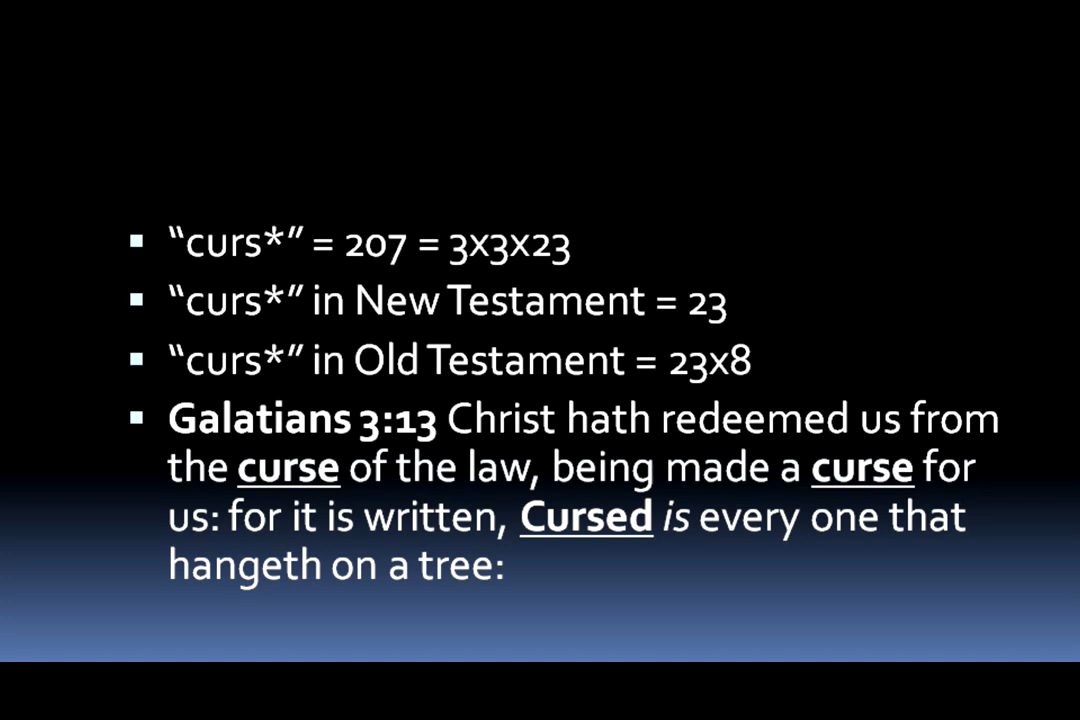 ▪ “curs*” = 207 = 3x3x23
▪ “curs*” in New Testament = 23
▪ “curs*” in Old Testament = 23x8
▪ Galatians 3:13 Christ hath redeemed us from
the curse of the law, being made a curse for
us: for it is written, Cursed is every one that
hangeth on a tree: